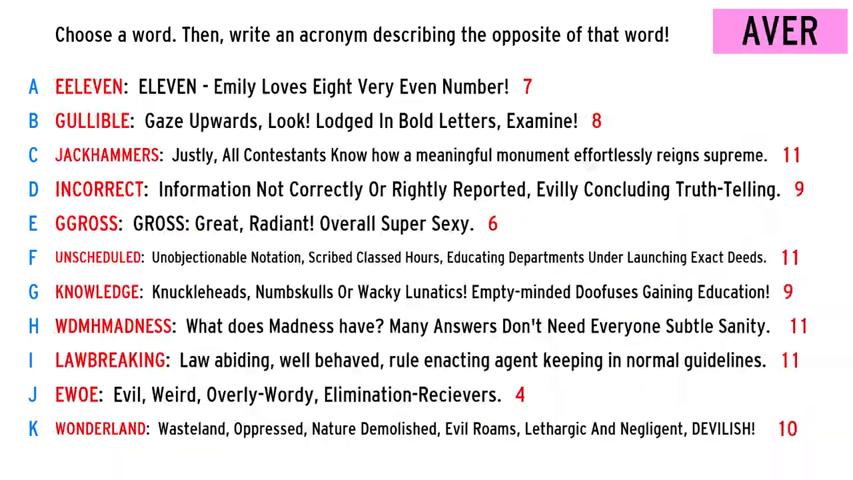 Choose a word. Then, write an acronym describing the opposite of that word!
AVER
A EELEVEN: ELEVEN - Emily Loves Eight Very Even Number! 7
B GULLIBLE: Gaze Upwards, Look! Lodged In Bold Letters, Examine! 8
C JACKHAMMERS: Justly, All Contestants Know how a meaningful monument effortlessly reigns supreme. 11
D INCORRECT: Information Not Correctly Or Rightly Reported, Evilly Concluding Truth-Telling. 9
E GGROSS: GROSS: Great, Radiant! Overall Super Sexy. 6
F UNSCHEDULED: Unobjectionable Notation, Scribed Classed Hours, Educating Departments Under Launching Exact Deeds. 11
G KNOWLEDGE: Knuckleheads, Numbskulls Or Wacky Lunatics! Empty-minded Doofuses Gaining Education! 9
H WDMHMADNESS: What does Madness have? Many Answers Don't Need Everyone Subtle Sanity. 11
I LAWBREAKING: Law abiding, well behaved, rule enacting agent keeping in normal guidelines. 11
J EWOE: Evil, Weird, Overly-Wordy, Elimination-Recievers. 4
K WONDERLAND: Wasteland, Oppressed, Nature Demolished, Evil Roams, Lethargic And Negligent, DEVILISH! 10